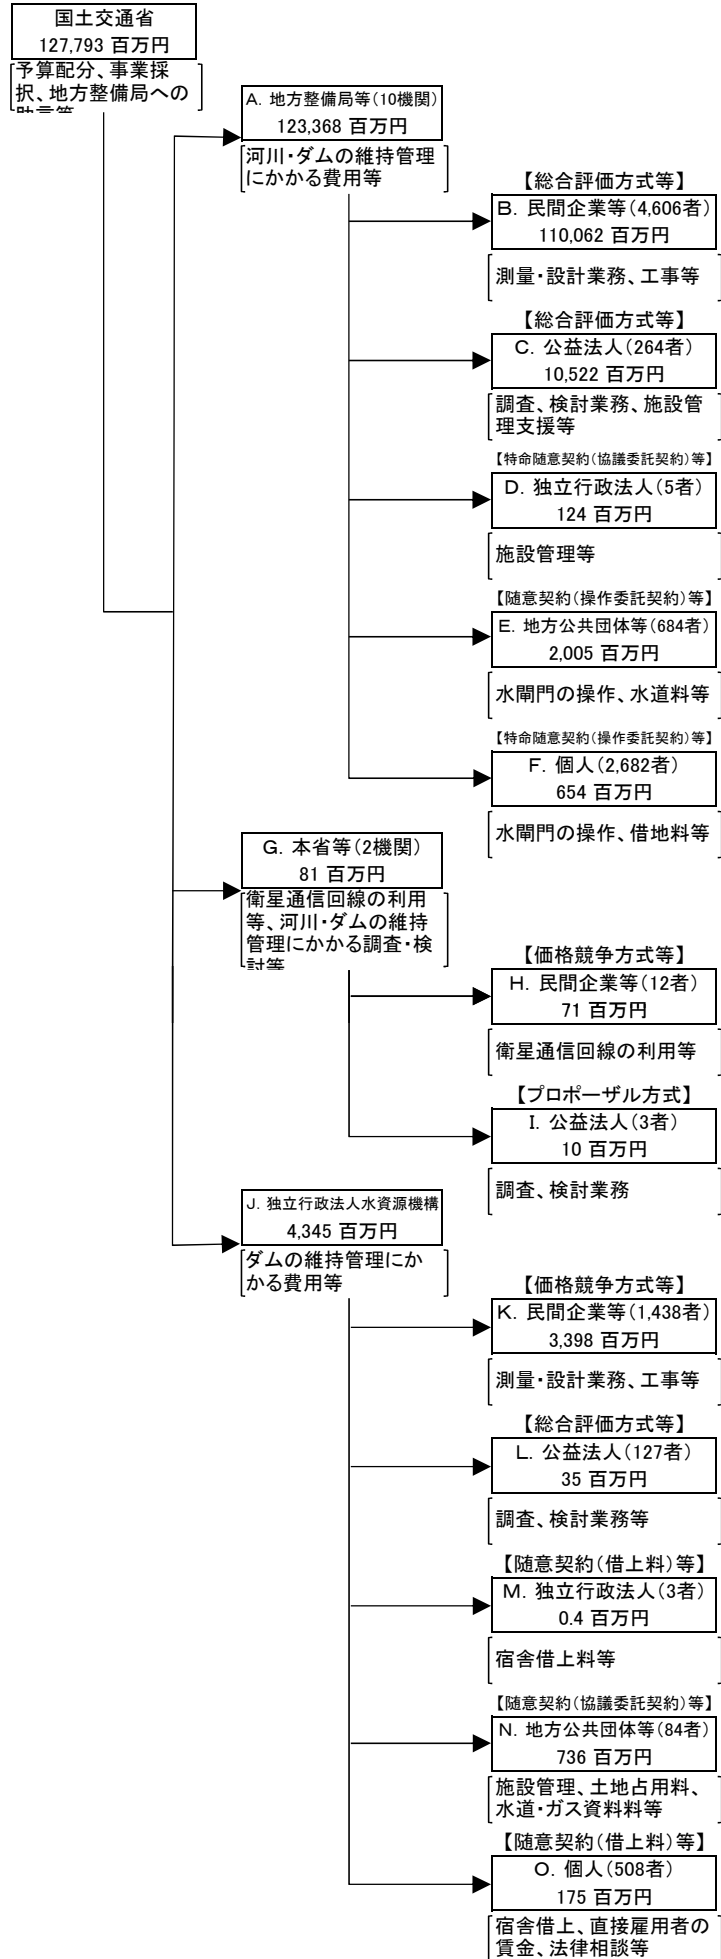 国土交通省
127,793 百万円
予算配分、事業採
択、地方整備局への
助言等
A. 地方整備局等(10機関)
123,368 百万円
河川・ダムの維持管理
にかかる費用等
【総合評価方式等】
B. 民間企業等(4,606者)
110,062 百万円
測量・設計業務、工事等
【総合評価方式等】
C. 公益法人(264者)
10,522 百万円
調査、検討業務、施設管
理支援等
【特命随意契約(協議委託契約)等】
D. 独立行政法人(5者)
124 百万円
施設管理等
【随意契約(操作委託契約)等】
E. 地方公共団体等(684者)
2,005 百万円
水閘門の操作、水道料等
【特命随意契約(操作委託契約)等】
F. 個人(2,682者)
654 百万円
水閘門の操作、借地料等
G. 本省等(2機関)
81 百万円
衛星通信回線の利用
等、河川・ダムの維持
管理にかかる調査・検
討等
【価格競争方式等】
H. 民間企業等(12者)
71 百万円
衛星通信回線の利用等
【プロポーザル方式】
I. 公益法人(3者)
10 百万円
調査、検討業務
J. 独立行政法人水資源機構
4,345 百万円
ダムの維持管理にか
かる費用等
【価格競争方式等】
K. 民間企業等(1,438者)
3,398 百万円
測量・設計業務、工事等
【総合評価方式等】
L. 公益法人(127者)
35 百万円
調査、検討業務等
【随意契約(借上料)等】
M. 独立行政法人(3者)
0.4 百万円
宿舎借上料等
【随意契約(協議委託契約)等】
N. 地方公共団体等(84者)
736 百万円
施設管理、土地占用料、
水道・ガス資料料等
【随意契約(借上料)等】
O. 個人(508者)
175 百万円
宿舎借上、直接雇用者の
賃金、法律相談等